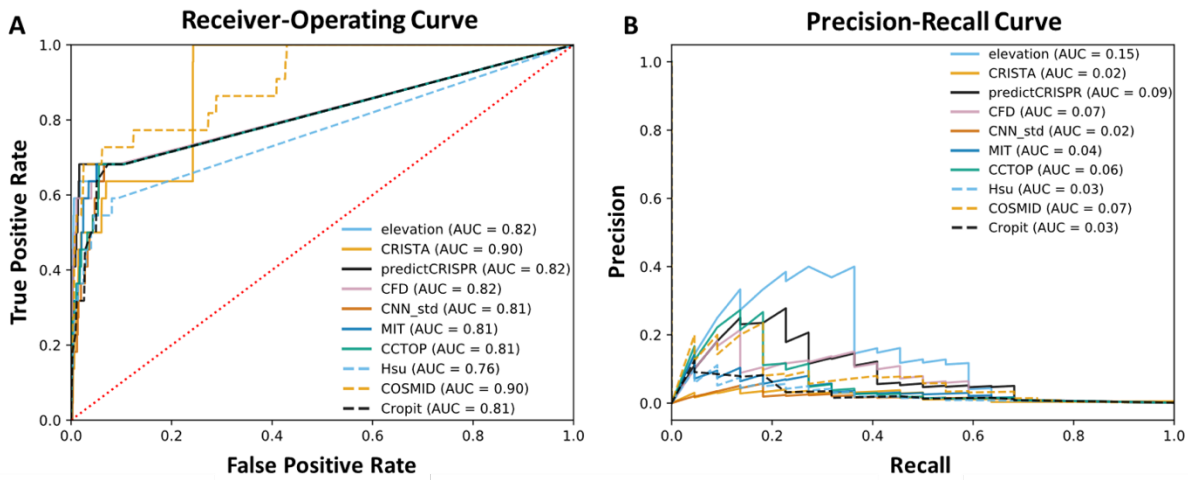 A
Receiver-Operating Curve
1.0
0.8
0.6
0.4
0.2
0.0
True Positive Rate
elevation (AUC = 0.82)
CRISTA (AUC = 0.90)
predictCRISPR (AUC = 0.82)
CFD (AUC = 0.82)
CNN_std (AUC = 0.81)
MIT (AUC = 0.81)
CCTOP (AUC = 0.81)
Hsu (AUC = 0.76)
COSMID (AUC = 0.90)
Cropit (AUC = 0.81)
0.0 0.2 0.4 0.6 0.8 1.0
False Positive Rate
B
Precision-Recall Curve
1.0
0.8
0.6
0.4
0.2
0.0
Precision
elevation (AUC = 0.15)
CRISTA (AUC = 0.02)
predictCRISPR (AUC = 0.09)
CFD (AUC = 0.07)
CNN_std (AUC = 0.02)
MIT (AUC = 0.04)
CCTOP (AUC = 0.06)
Hsu (AUC = 0.03)
COSMID (AUC = 0.07)
Cropit (AUC = 0.03)
0.0 0.2 0.4 0.6 0.8 1.0
Recall